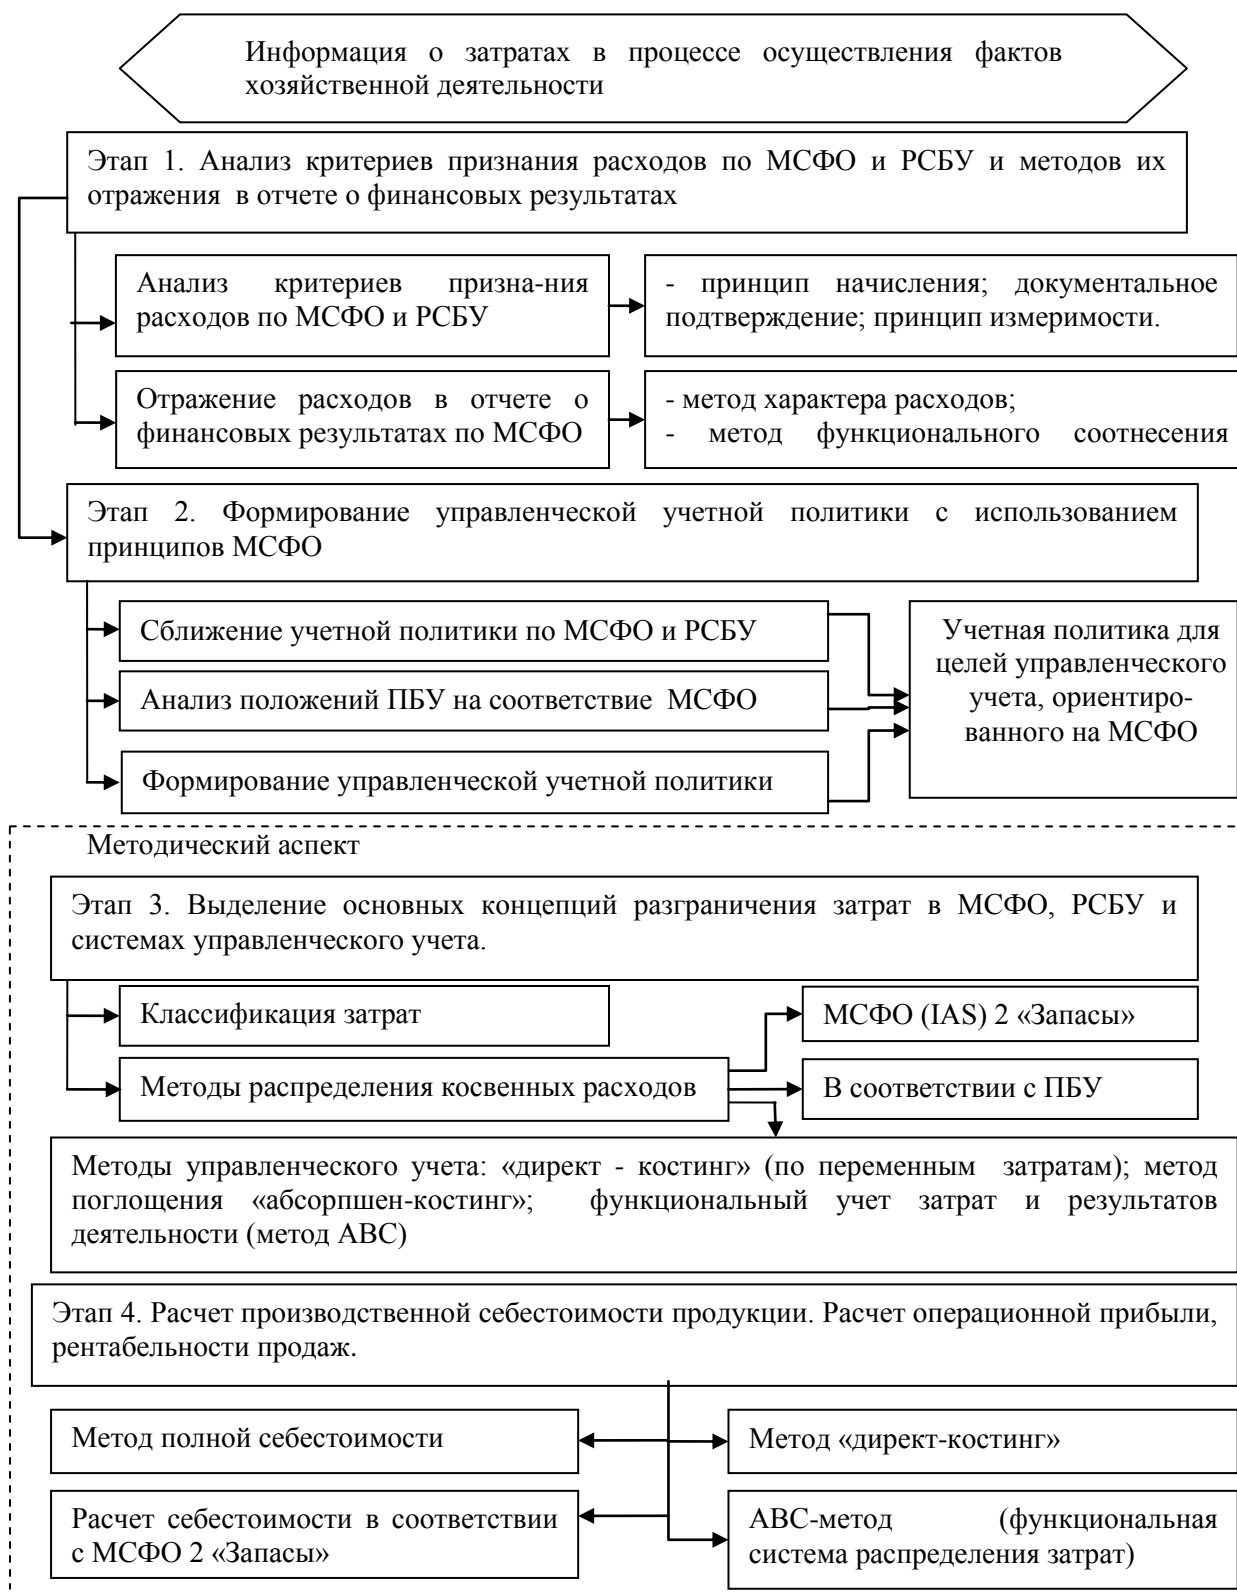 Информация о затратах в процессе осуществления фактов
хозяйственной деятельности
Этап 1. Анализ критериев признания расходов по МСФО и РСБУ и методов их
отражения в отчете о финансовых результатах
Анализ критериев призна-ния
расходов по МСФО и РСБУ
- принцип начисления; документальное
подтверждение; принцип измеримости.
Отражение расходов в отчете о
финансовых результатах по МСФО
- метод характера расходов;
- метод функционального соотнесения
Этап 2. Формирование управленческой учетной политики с использованием
принципов МСФО
Сближение учетной политики по МСФО и РСБУ
Анализ положений ПБУ на соответствие МСФО
Формирование управленческой учетной политики
Учетная политика для
целей управленческого
учета, ориентиро-
ванного на МСФО
Методический аспект
Этап 3. Выделение основных концепций разграничения затрат в МСФО, РСБУ и
системах управленческого учета.
Классификация затрат
Методы распределения косвенных расходов
МСФО (IAS) 2 «Запасы»
В соответствии с ПБУ
Методы управленческого учета: «директ - костинг» (по переменным затратам); метод
поглощения «абсорпшен-костинг»; функциональный учет затрат и результатов
деятельности (метод АВС)
Этап 4. Расчет производственной себестоимости продукции. Расчет операционной прибыли,
рентабельности продаж.
Метод полной себестоимости
Метод «директ-костинг»
Расчет себестоимости в соответствии
с МСФО 2 «Запасы»
АВС-метод (функциональная
система распределения затрат)